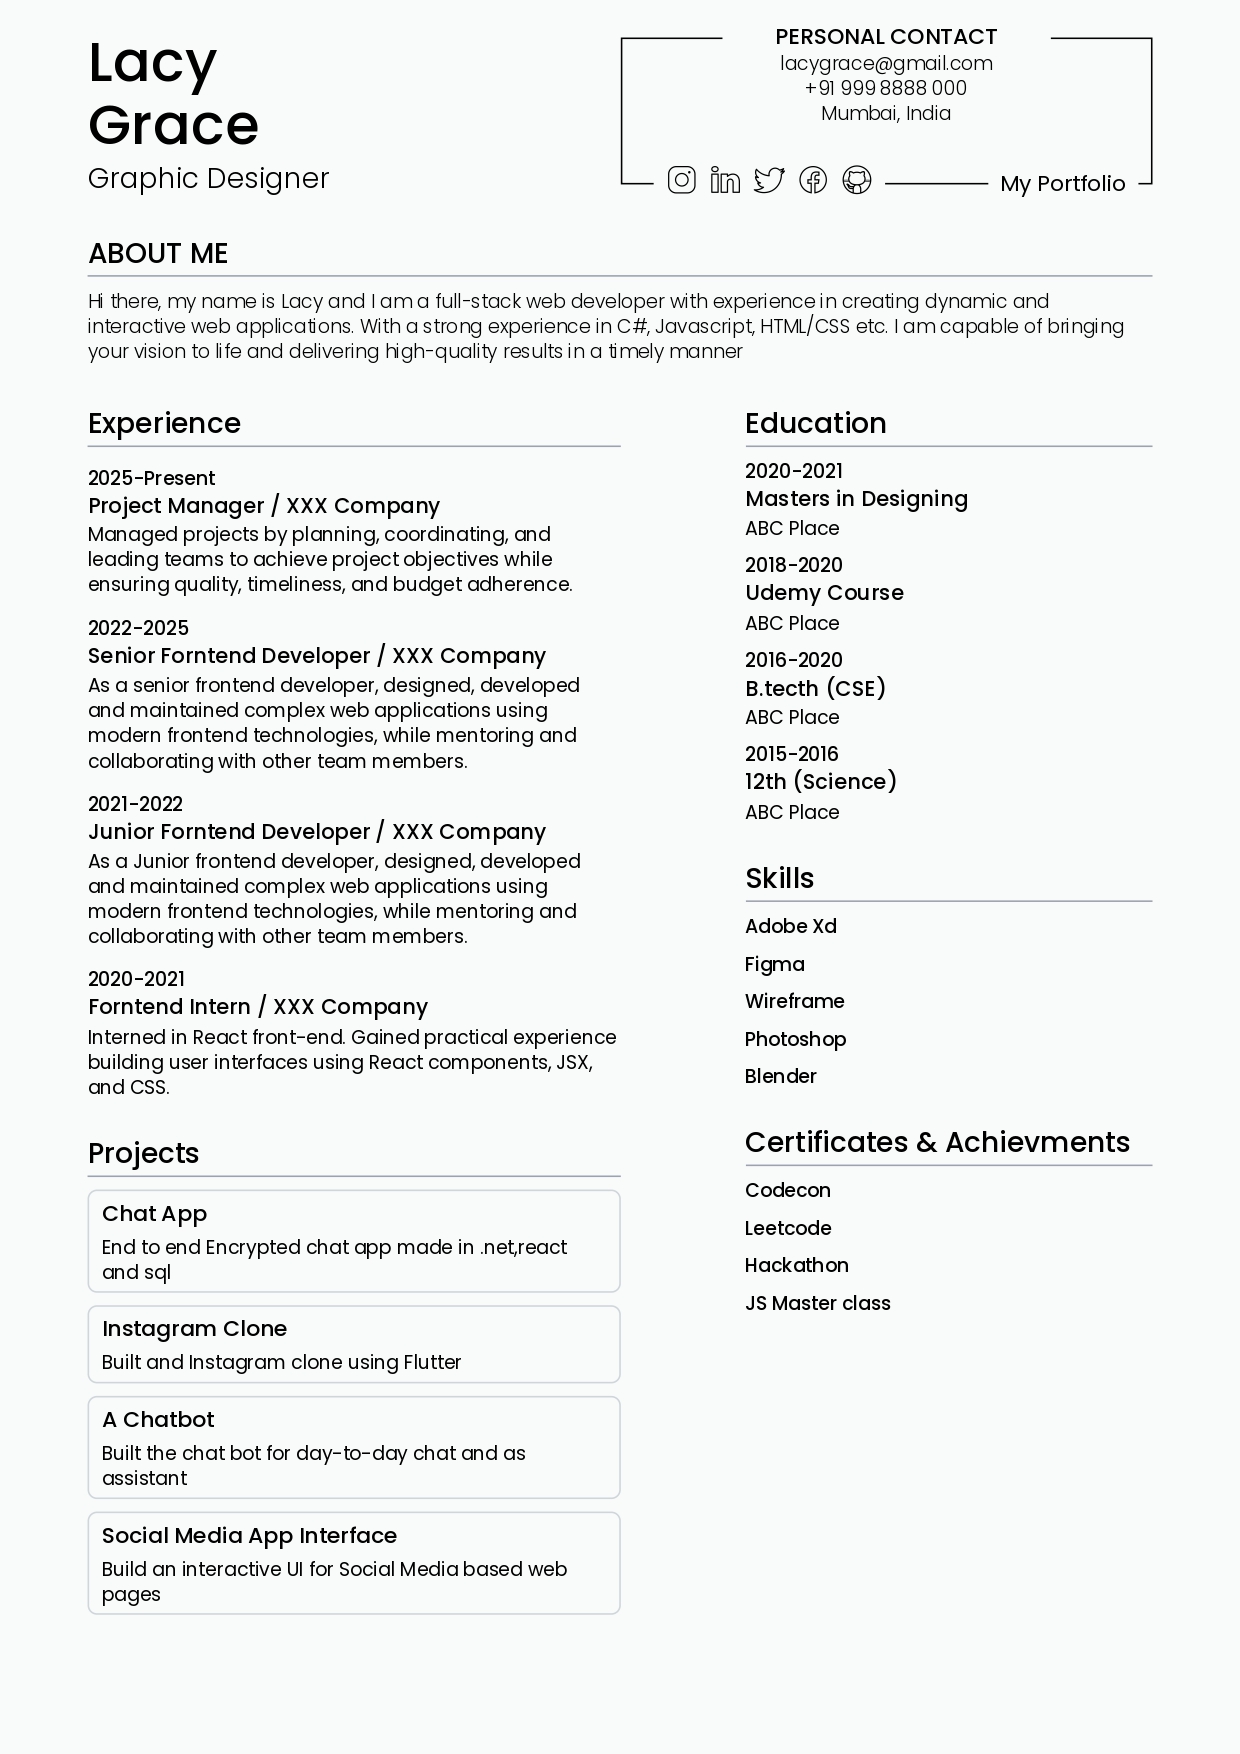 Lacy
Grace
Graphic Designer
PERSONAL CONTACT
lacygrace@gmail.com
+91 999 8888 000
Mumbai, India
My Portfolio
ABOUT ME
Hi there, my name is Lacy and I am a full-stack web developer with experience in creating dynamic and
interactive web applications. With a strong experience in C#, Javascript, HTML/CSS etc. I am capable of bringing
your vision to life and delivering high-quality results in a timely manner
Experience
2025-Present
Project Manager / XXX Company
Managed projects by planning, coordinating, and
leading teams to achieve project objectives while
ensuring quality, timeliness, and budget adherence.
2022-2025
Senior Forntend Developer / XXX Company
As a senior frontend developer, designed, developed
and maintained complex web applications using
modern frontend technologies, while mentoring and
collaborating with other team members.
2021-2022
Junior Forntend Developer / XXX Company
As a Junior frontend developer, designed, developed
and maintained complex web applications using
modern frontend technologies, while mentoring and
collaborating with other team members.
2020-2021
Forntend Intern / XXX Company
Interned in React front-end. Gained practical experience
building user interfaces using React components, JSX,
and CSS.
Projects
Chat App
End to end Encrypted chat app made in .net,react
and sql
Instagram Clone
Built and Instagram clone using Flutter
A Chatbot
Built the chat bot for day-to-day chat and as
assistant
Social Media App Interface
Build an interactive UI for Social Media based web
pages
Education
2020-2021
Masters in Designing
ABC Place
2018-2020
Udemy Course
ABC Place
2016-2020
B.tecth (CSE)
ABC Place
2015-2016
12th (Science)
ABC Place
Skills
Adobe Xd
Figma
Wireframe
Photoshop
Blender
Certificates & Achievments
Codecon
Leetcode
Hackathon
JS Master class